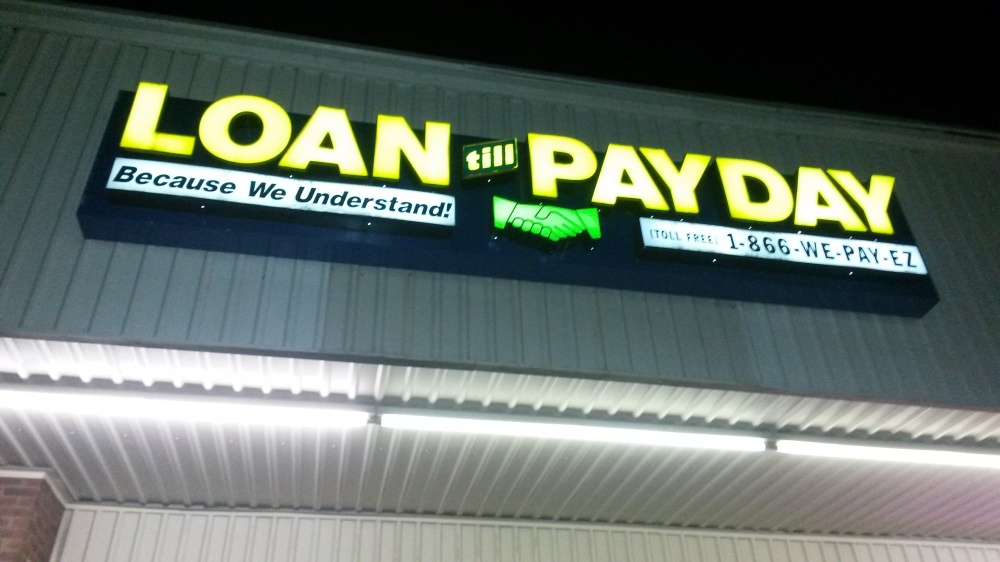 LOAN till PAYDAY
Because We Understand!
(TOLL FREE) 1-866-WE-PAY-EZ